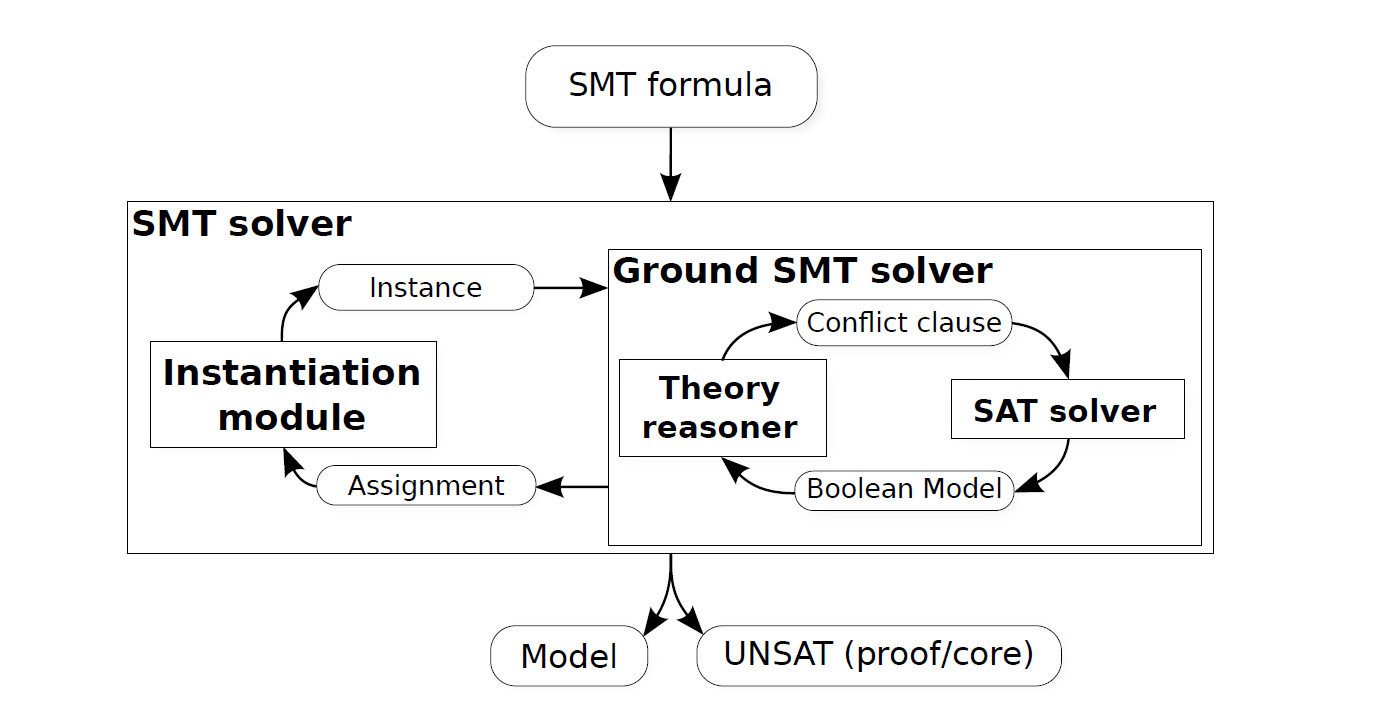 SMT formula
SMT solver
Ground SMT solver
Instance
Conflict clause
Instantiation
module
Theory
reasoner
SAT solver
Assignment
Boolean Model
Model
UNSAT (proof/core)